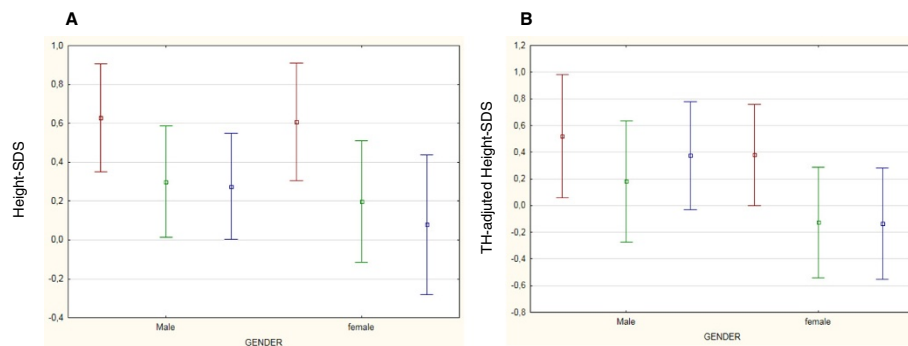 A
Height-SDS
1,0
0,8
0,6
0,4
0,2
0,0
-0,2
-0,4
Male
female
GENDER
B
TH-adjuted Height-SDS
1,2
1,0
0,8
0,6
0,4
0,2
0,0
-0,2
-0,4
-0,6
-0,8
Male
female
GENDER